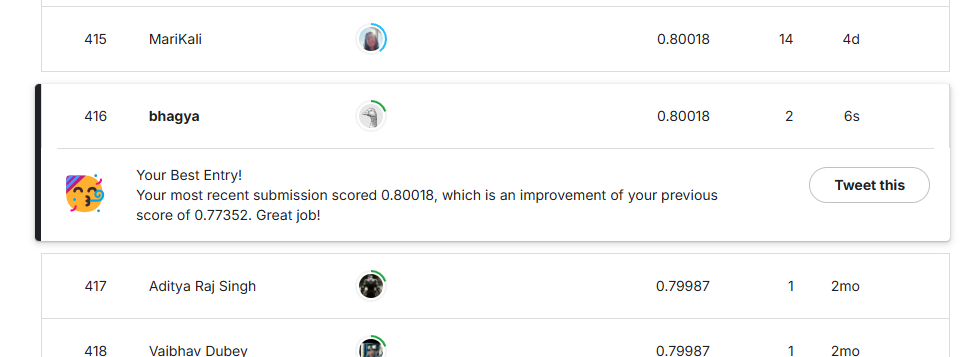 415 MariKali 0.80018 14 4d
416 bhagya 0.80018 2 6s
Your Best Entry!
Your most recent submission scored 0.80018, which is an improvement of your previous
score of 0.77352. Great job!
Tweet this
417 Aditya Raj Singh 0.79987 1 2mo
418 Vaibhav Dubey 0.79987 1 2mo